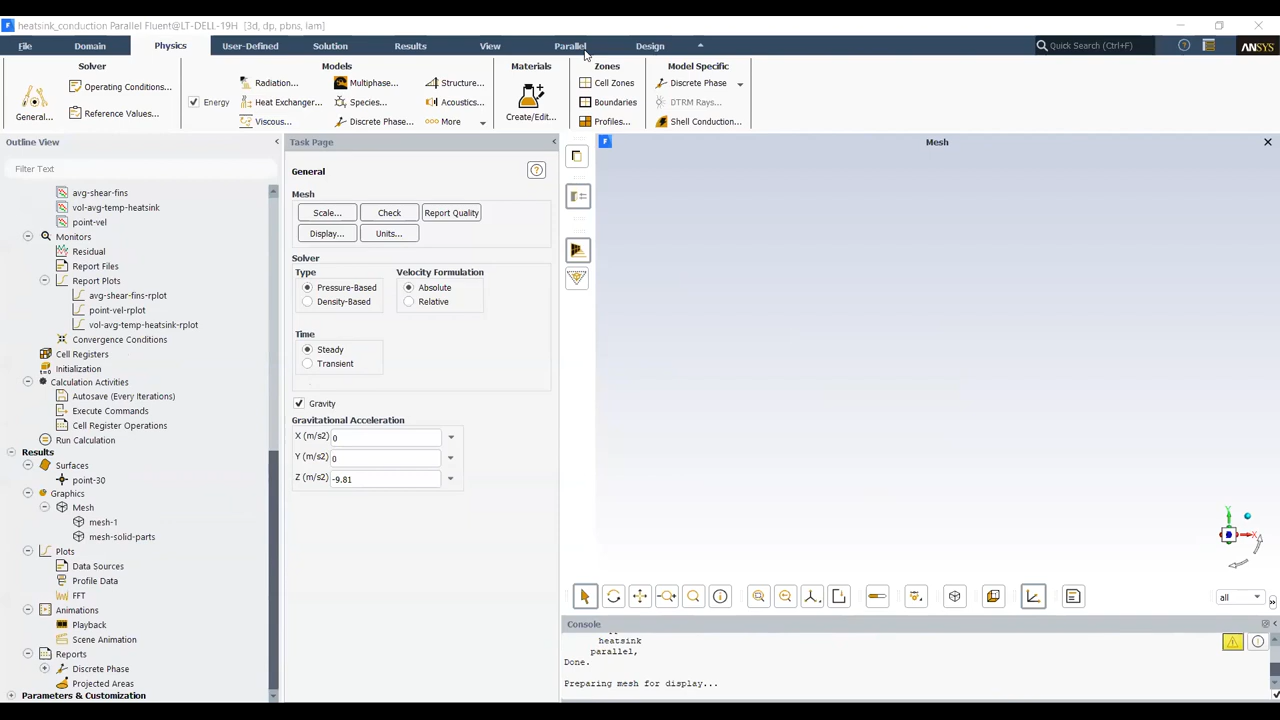 heatsink_conduction Parallel Fluent@LT-DELL-19H [3d, dp, pbns, lam]
File Domain Physics User-Defined Solution Results View Parallel Design Quick Search (Ctrl+F) ANSYS
Solver Models Materials Zones Model Specific
General... Operating Conditions... Reference Values...
Energy Radiation... Multiphase... Structure...
Heat Exchanger... Species... Acoustics...
Viscous... Discrete Phase... More
Create/Edit...
Cell Zones
Boundaries
Profiles...
Discrete Phase
DTRM Rays...
Shell Conduction...
Outline View
Filter Text
avg-shear-fins
vol-avg-temp-heatsink
point-vel
Monitors
Residual
Report Files
Report Plots
avg-shear-fins-rplot
point-vel-rplot
vol-avg-temp-heatsink-rplot
Convergence Conditions
Cell Registers
Initialization
Calculation Activities
Autosave (Every Iterations)
Execute Commands
Cell Register Operations
Run Calculation
Results
Surfaces
point-30
Graphics
Mesh
mesh-1
mesh-solid-parts
Plots
Data Sources
Profile Data
FFT
Animations
Playback
Scene Animation
Reports
Discrete Phase
Projected Areas
Parameters & Customization
Task Page
General
Mesh
Scale... Check Report Quality
Display... Units...
Solver
Type Velocity Formulation
Pressure-Based Absolute
Density-Based Relative
Time
Steady
Transient
Gravity
Gravitational Acceleration
X (m/s2) 0
Y (m/s2) 0
Z (m/s2) -9.81
Mesh
Y
X
all
Console
heatsink
parallel,
Done.
Preparing mesh for display...